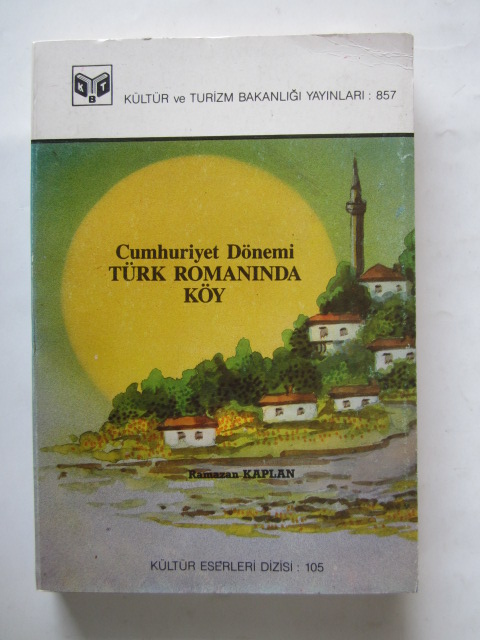 K T
B
KÜLTÜR ve TURİZM BAKANLIĞI YAYINLARI : 857
Cumhuriyet Dönemi
TÜRK ROMANINDA
KÖY
Ramazan KAPLAN
KÜLTÜR ESERLERİ DİZİSİ : 105